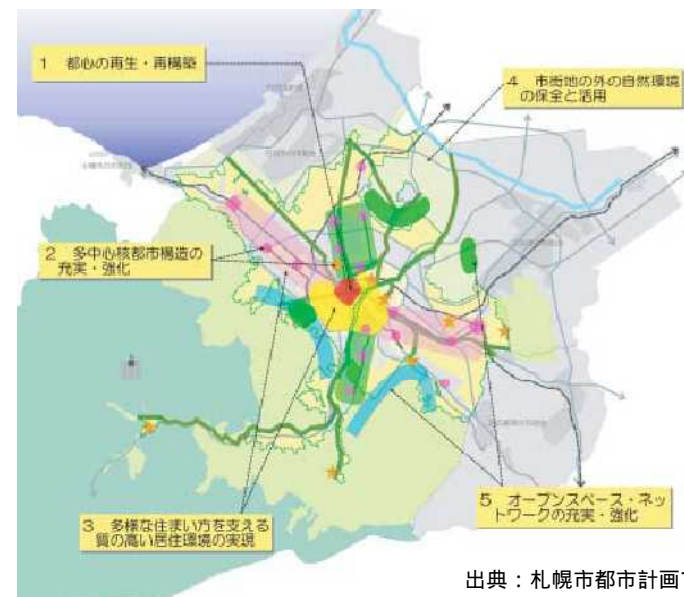 1 都心の再生・再構築
4 市街地の外の自然環境
の保全と活用
2 多中心核都市構造の
充実・強化
3 多様な住まい方を支える
質の高い居住環境の実現
5 オープンスペース・ネッ
トワークの充実・強化
出典：札幌市都市計画